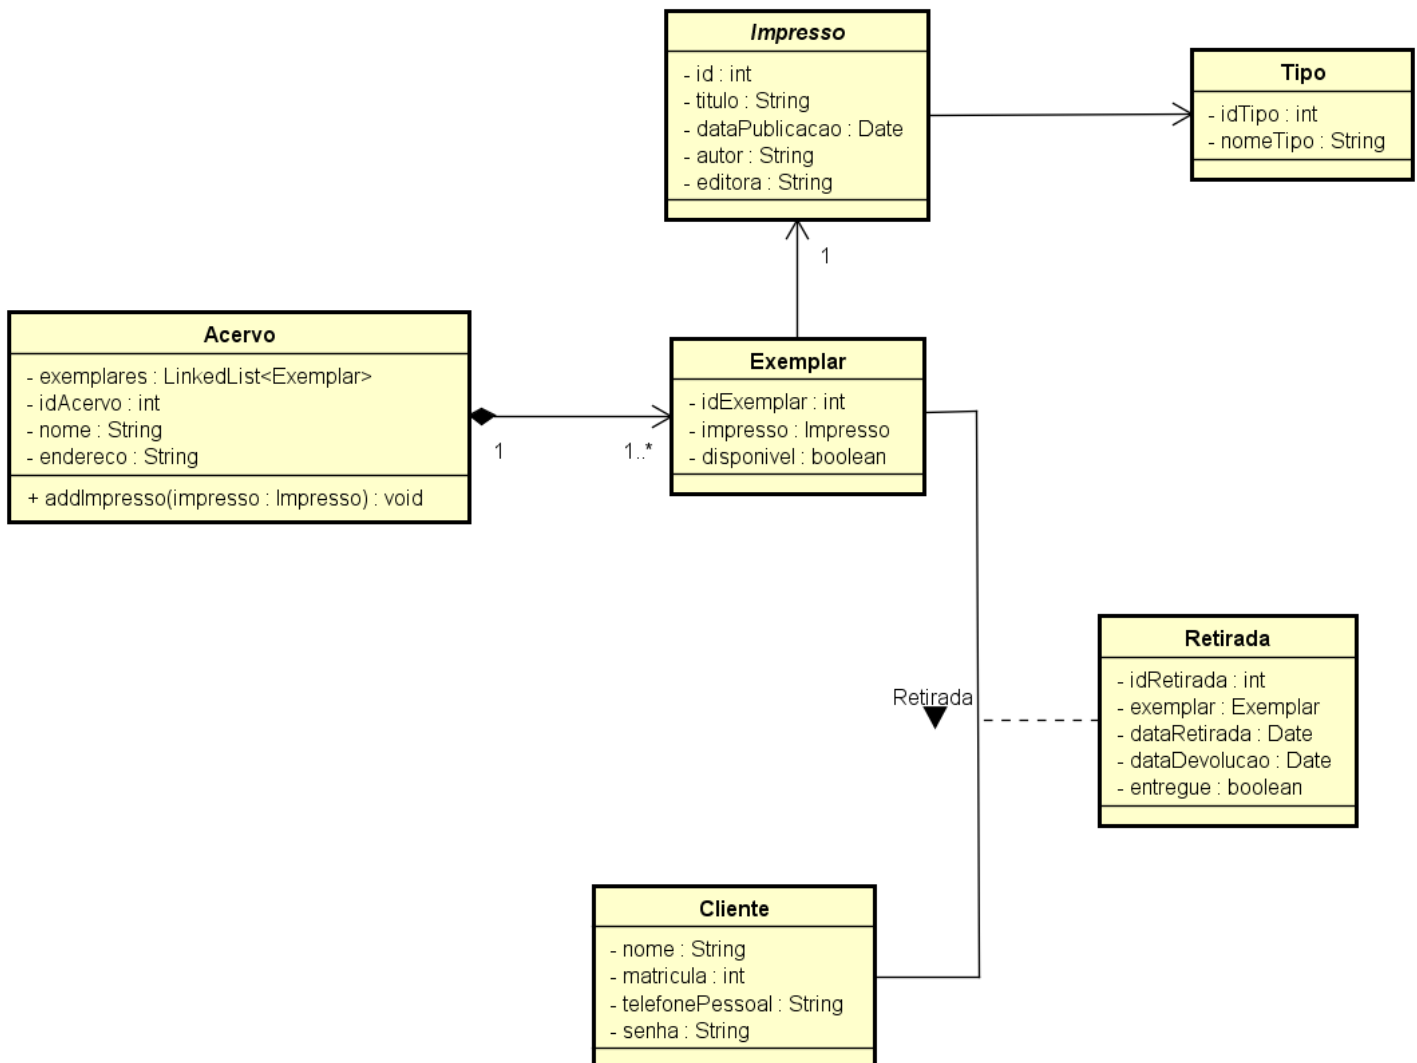 Impresso
- id : int
- titulo : String
- dataPublicacao : Date
- autor : String
- editora : String
Tipo
- idTipo : int
- nomeTipo : String
1
Acervo
- exemplares : LinkedList<Exemplar>
- idAcervo : int
- nome : String
- endereco : String
+ addImpresso(impresso : Impresso) : void
1
1..*
Exemplar
- idExemplar : int
- impresso : Impresso
- disponivel : boolean
Retirada
Retirada
- idRetirada : int
- exemplar : Exemplar
- dataRetirada : Date
- dataDevolucao : Date
- entregue : boolean
Cliente
- nome : String
- matricula : int
- telefonePessoal : String
- senha : String